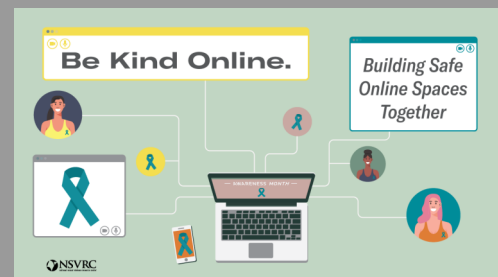 Be Kind Online.
Building Safe
Online Spaces
Together
— AWARENESS MONTH —
NSVRC